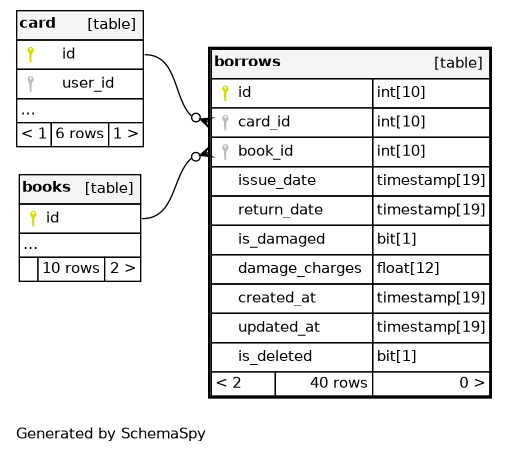 card [table]
id
user_id
...
< 1 6 rows 1 >
books [table]
id
...
10 rows 2 >
borrows [table]
id int[10]
card_id int[10]
book_id int[10]
issue_date timestamp[19]
return_date timestamp[19]
is_damaged bit[1]
damage_charges float[12]
created_at timestamp[19]
updated_at timestamp[19]
is_deleted bit[1]
< 2 40 rows 0 >
Generated by SchemaSpy